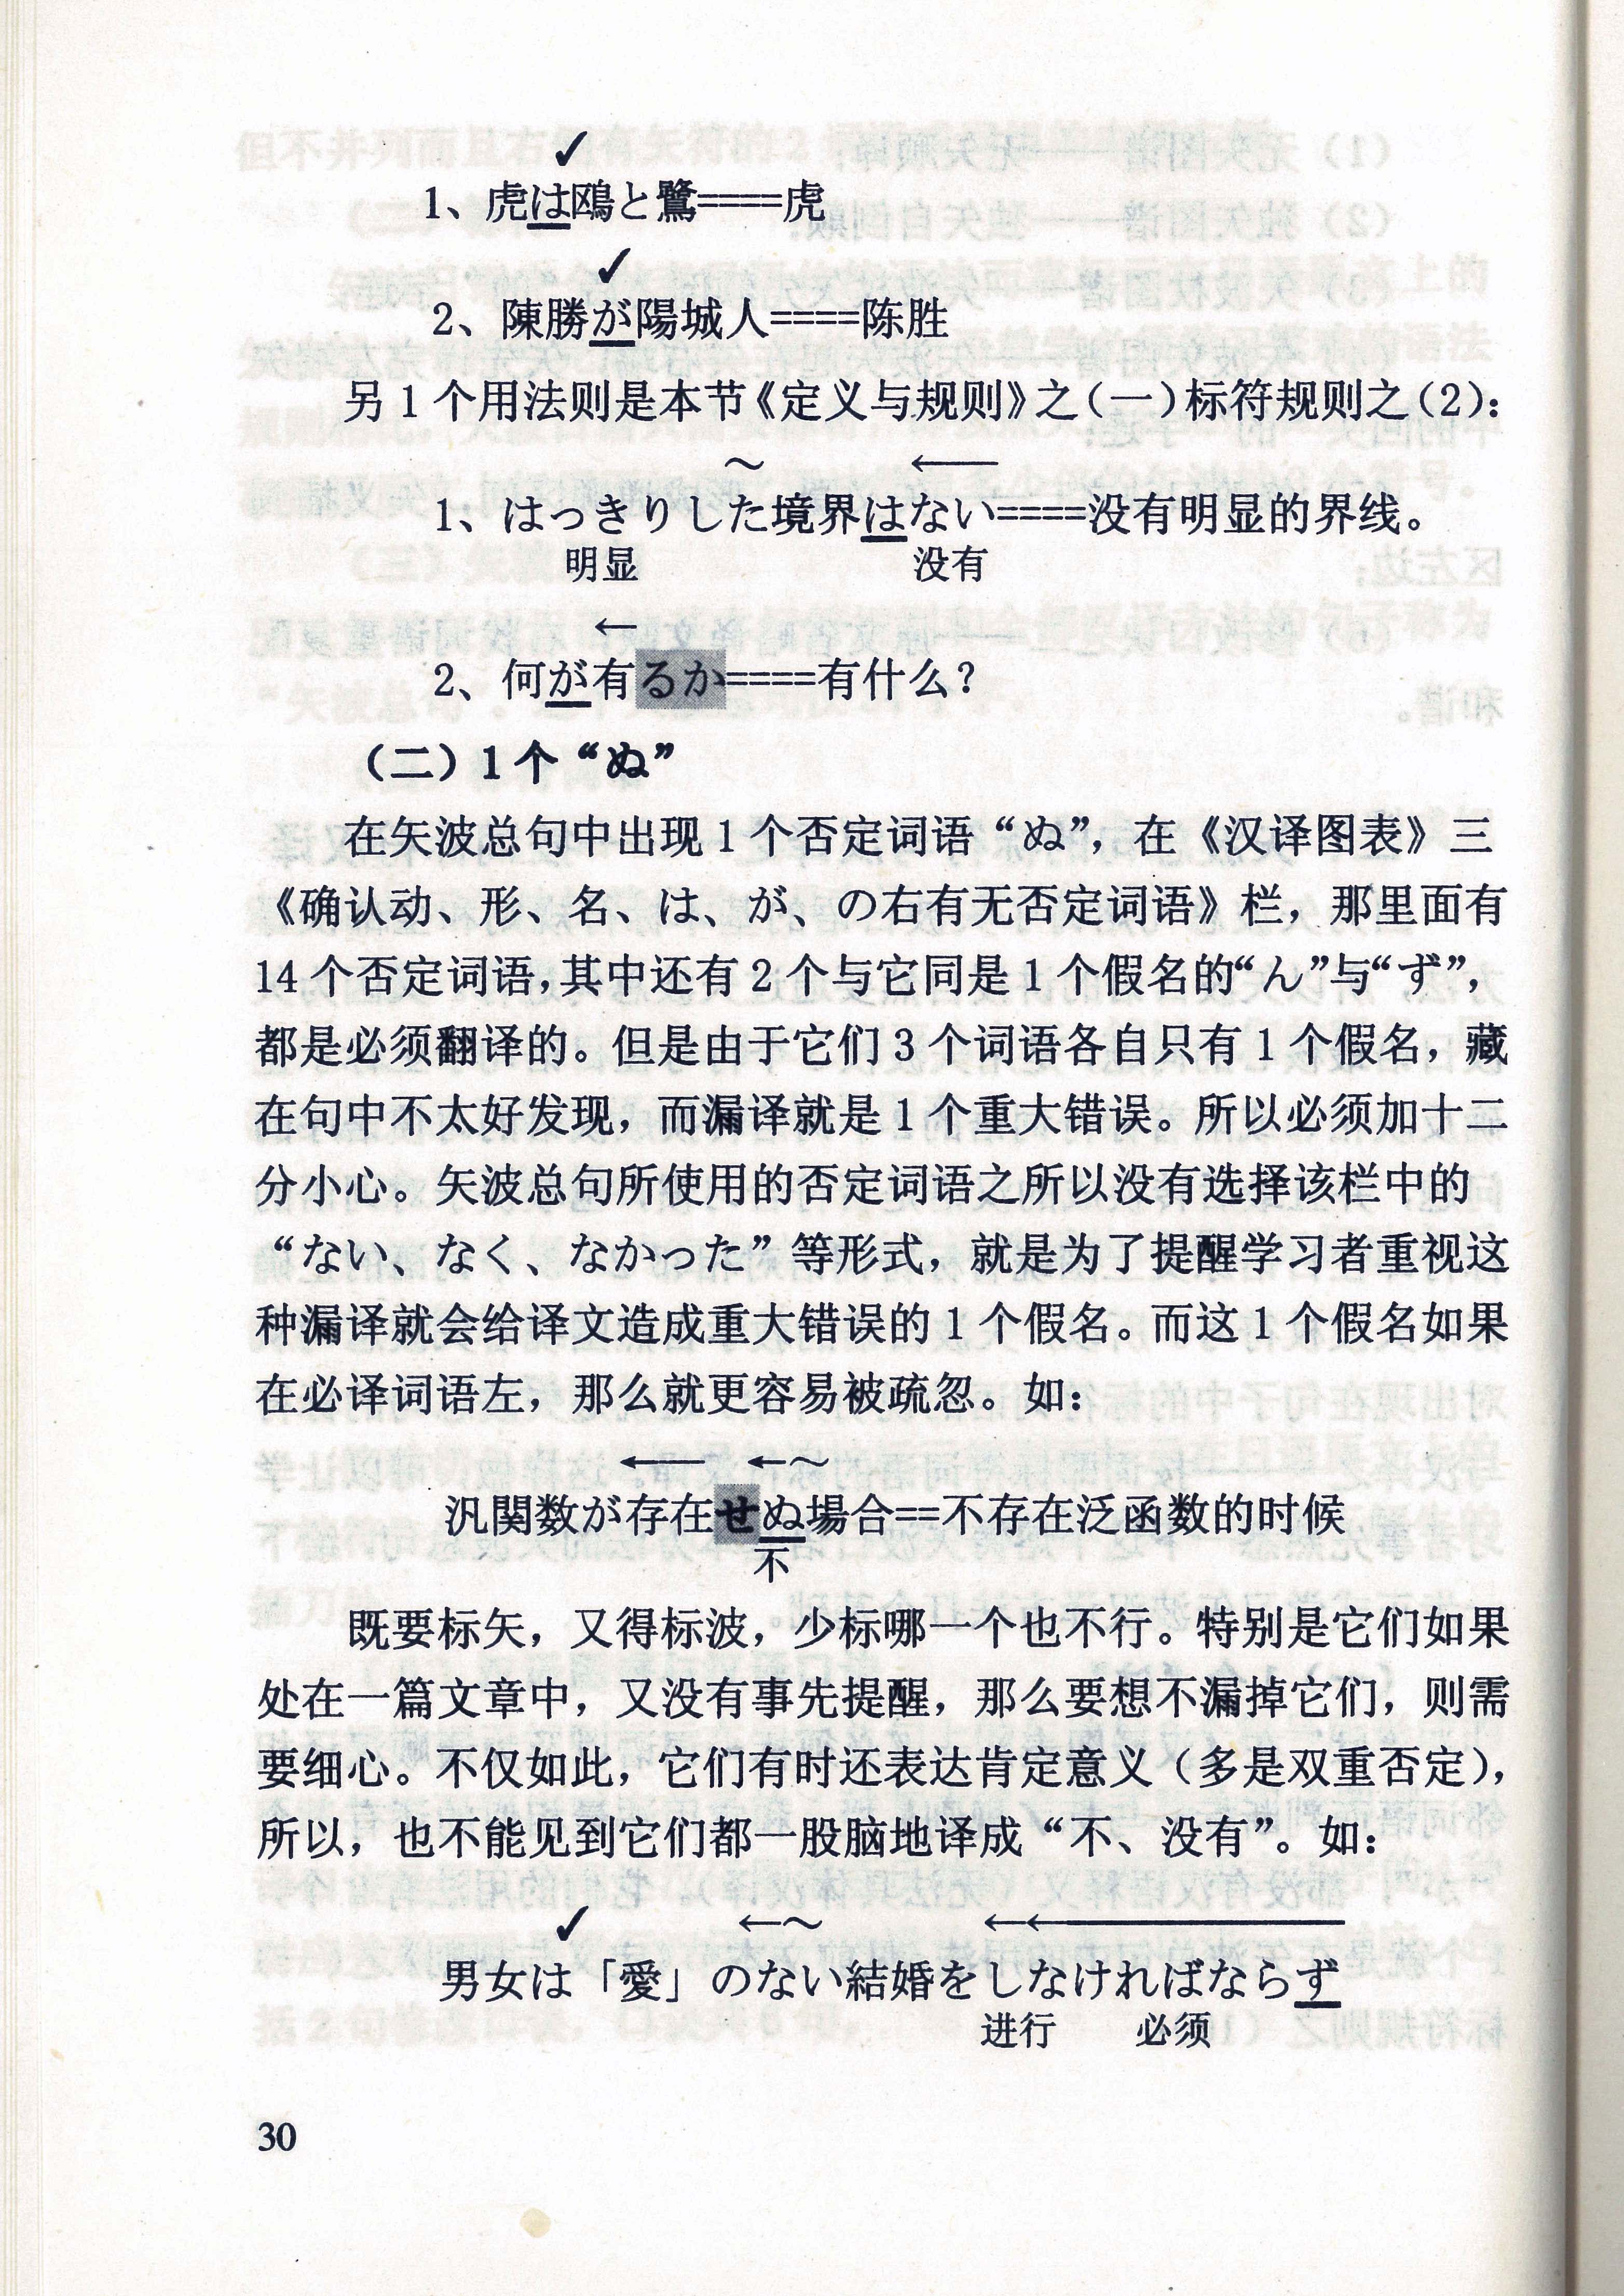 ✓
1、虎は鴎と鷺====虎
✓
2、陳勝が陽城人====陈胜
另1个用法则是本节《定义与规则》之(一)标符规则之(2):
～ ←
1、はっきりした境界はない====没有明显的界线。
明显 没有
←
2、何が有るか====有什么?
(二)1个“ぬ”
在矢波总句中出现1个否定词语“ぬ”,在《汉译图表》三
《确认动、形、名、は、が、の右有无否定词语》栏,那里面有
14个否定词语,其中还有2个与它同是1个假名的“ん”与“ず”,
都是必须翻译的。但是由于它们3个词语各自只有1个假名,藏
在句中不太好发现,而漏译就是1个重大错误。所以必须加十二
分小心。矢波总句所使用的否定词语之所以没有选择该栏中的
“ない、なく、なかった”等形式,就是为了提醒学习者重视这
种漏译就会给译文造成重大错误的1个假名。而这1个假名如果
在必译词语左,那么就更容易被疏忽。如:
← ←～
汎関数が存在せぬ場合==不存在泛函数的时候
不
既要标矢,又得标波,少标哪一个也不行。特别是它们如果
处在一篇文章中,又没有事先提醒,那么要想不漏掉它们,则需
要细心。不仅如此,它们有时还表达肯定意义(多是双重否定),
所以,也不能见到它们都一股脑地译成“不、没有”。如:
✓ ←～ ←←
男女は「愛」のない結婚をしなければならず
进行 必须
30